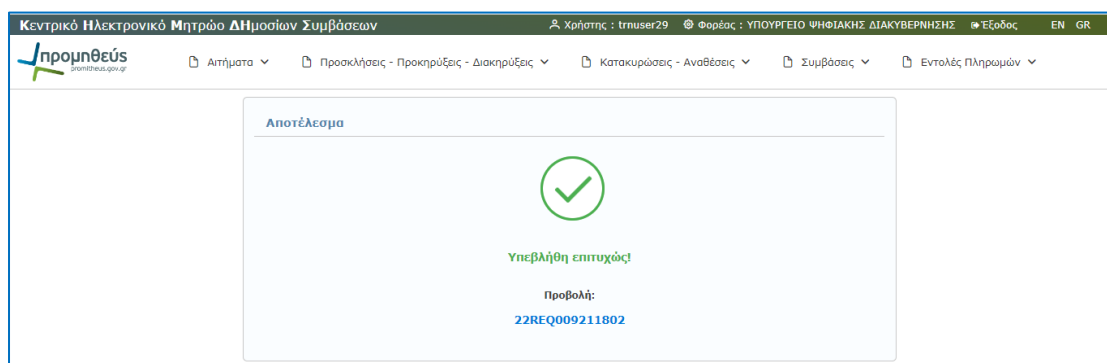 Κεντρικό Ηλεκτρονικό Μητρώο ΔΗμοσίων Συμβάσεων Χρήστης : trnuser29 Φορέας : ΥΠΟΥΡΓΕΙΟ ΨΗΦΙΑΚΗΣ ΔΙΑΚΥΒΕΡΝΗΣΗΣ Έξοδος EN GR
προμηθεύς
promitheus.gov.gr
Αιτήματα Προσκλήσεις - Προκηρύξεις - Διακηρύξεις Κατακυρώσεις - Αναθέσεις Συμβάσεις Εντολές Πληρωμών
Αποτέλεσμα
Υπεβλήθη επιτυχώς!
Προβολή:
22REQ009211802